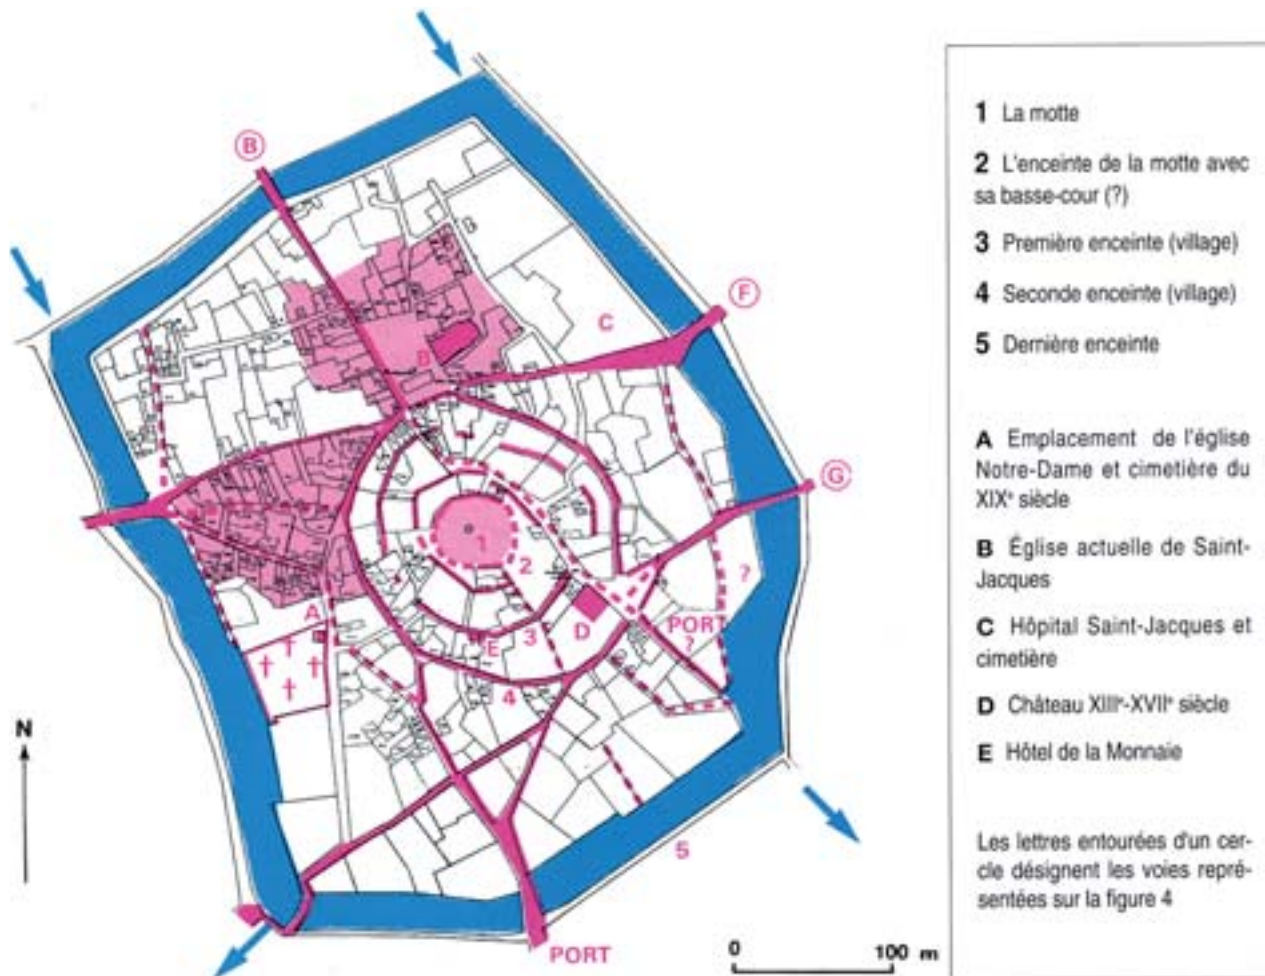 B
F
C
B
G
1
2
?
A
3
D
PORT
?
E
4
N
5
PORT
0 100 m
1 La motte
2 L'enceinte de la motte avec
sa basse-cour (?)
3 Première enceinte (village)
4 Seconde enceinte (village)
5 Dernière enceinte
A Emplacement de l'église
Notre-Dame et cimetière du
XIXᵉ siècle
B Église actuelle de Saint-
Jacques
C Hôpital Saint-Jacques et
cimetière
D Château XIIIᵉ-XVIIᵉ siècle
E Hôtel de la Monnaie
Les lettres entourées d'un cer-
cle désignent les voies repré-
sentées sur la figure 4